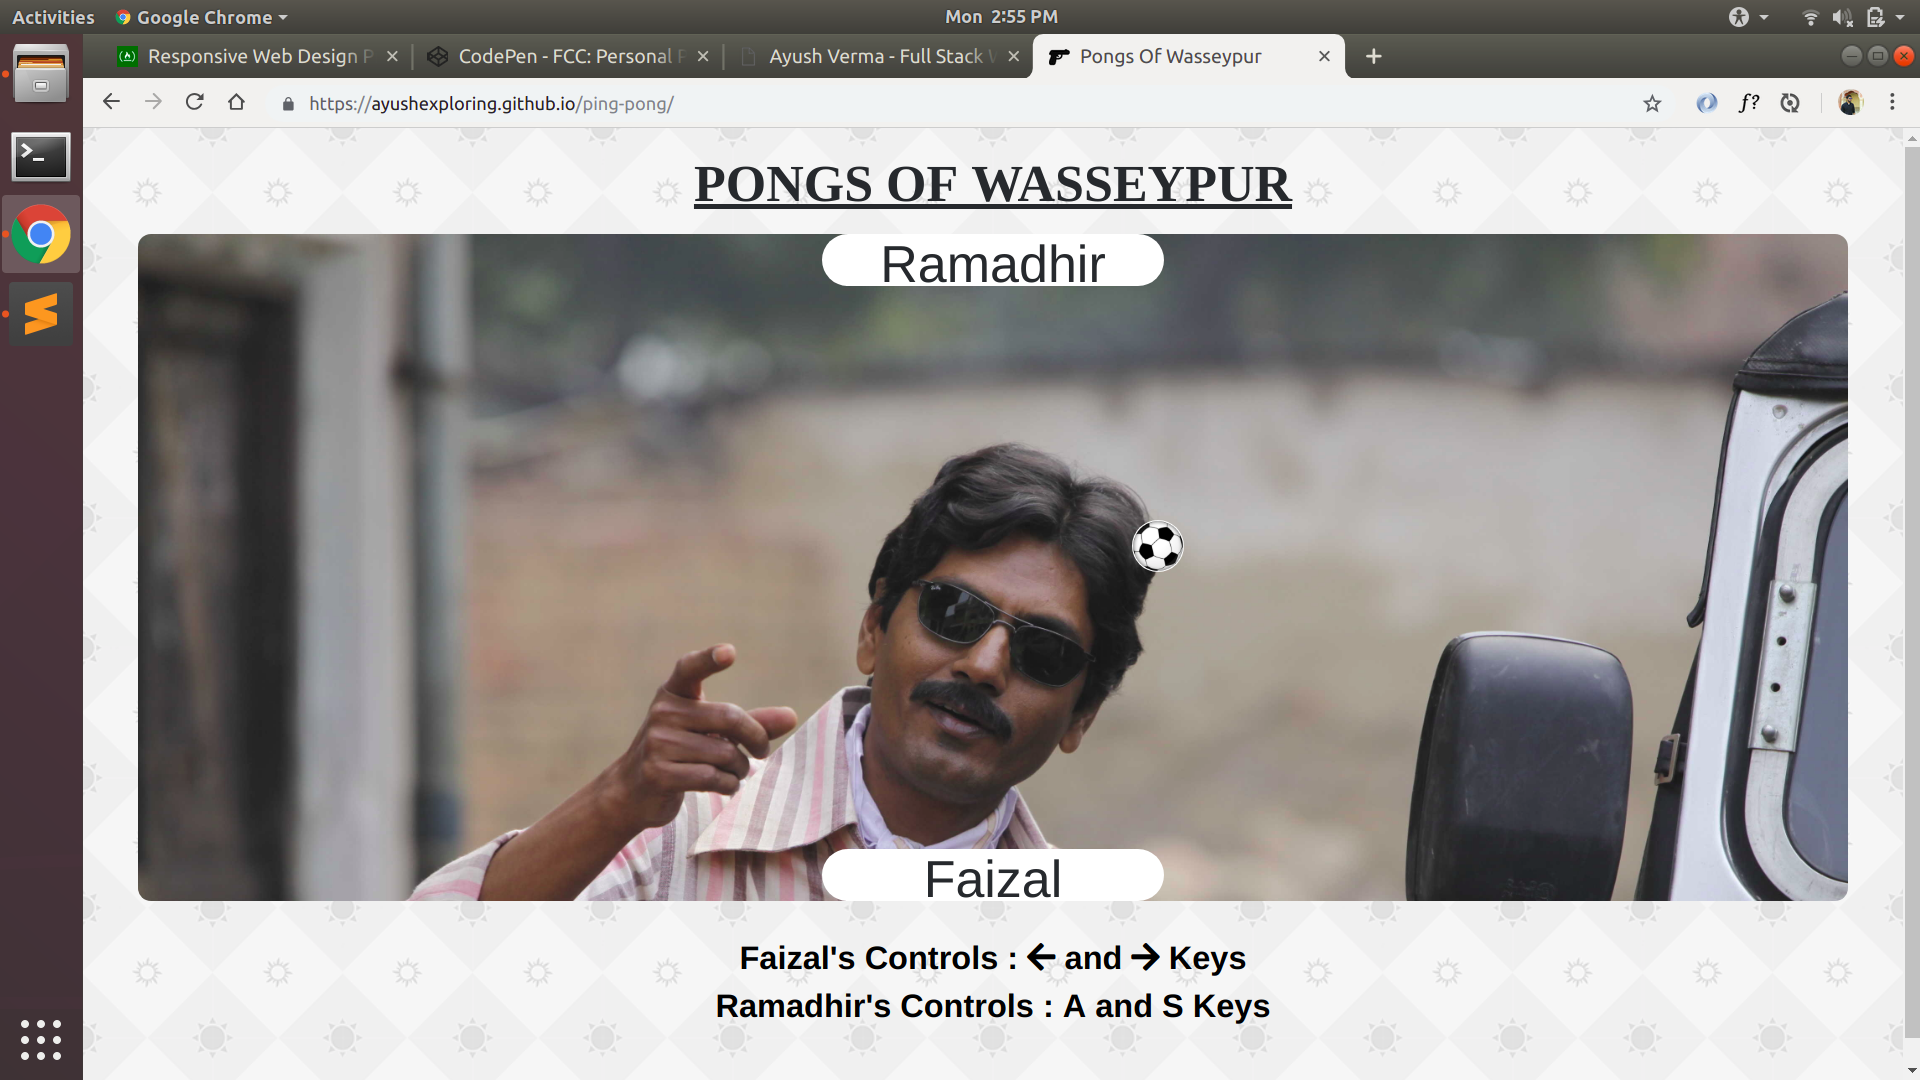 Activities Google Chrome Mon 2:55 PM
Responsive Web Design P CodePen - FCC: Personal P Ayush Verma - Full Stack W Pongs Of Wasseypur
https://ayushexploring.github.io/ping-pong/ f?
PONGS OF WASSEYPUR
Ramadhir
Faizal
Faizal's Controls : ← and → Keys
Ramadhir's Controls : A and S Keys